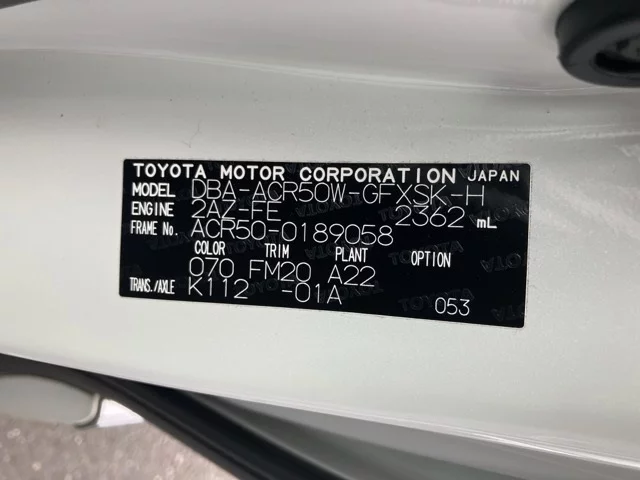 TOYOTA MOTOR CORPORATION JAPAN
MODEL DBA-ACR50W-GFXSK-H
ENGINE 2AZ-FE 2362 mL
FRAME No. ACR50-0189058
COLOR TRIM PLANT OPTION
070 FM20 A22
TRANS./AXLE K112 -01A
053